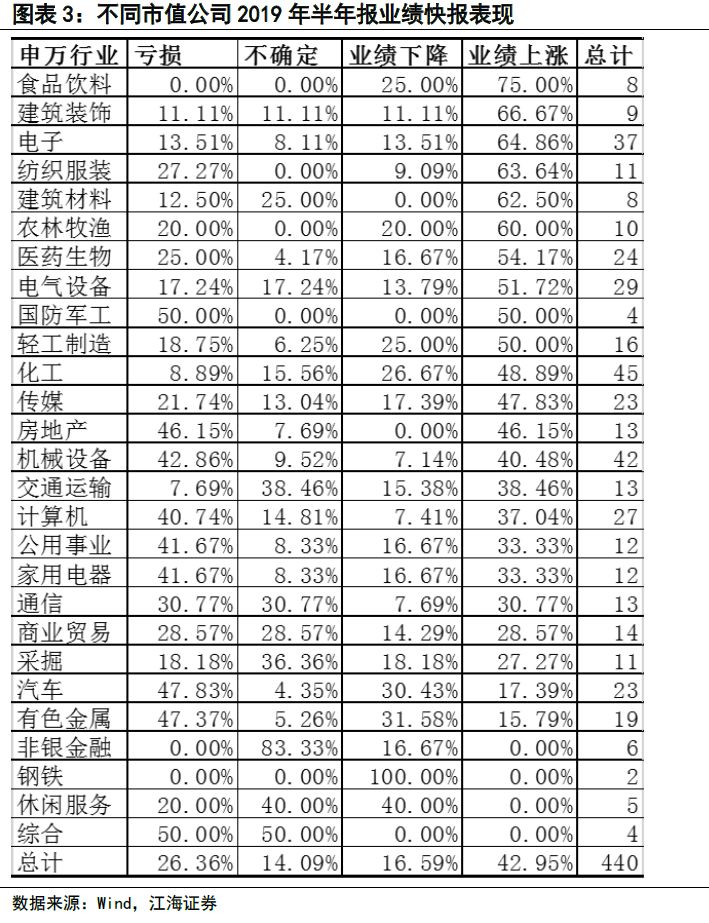 图表 3：不同市值公司 2019 年半年报业绩快报表现
申万行业 亏损 不确定 业绩下降 业绩上涨 总计
食品饮料 0.00% 0.00% 25.00% 75.00% 8
建筑装饰 11.11% 11.11% 11.11% 66.67% 9
电子 13.51% 8.11% 13.51% 64.86% 37
纺织服装 27.27% 0.00% 9.09% 63.64% 11
建筑材料 12.50% 25.00% 0.00% 62.50% 8
农林牧渔 20.00% 0.00% 20.00% 60.00% 10
医药生物 25.00% 4.17% 16.67% 54.17% 24
电气设备 17.24% 17.24% 13.79% 51.72% 29
国防军工 50.00% 0.00% 0.00% 50.00% 4
轻工制造 18.75% 6.25% 25.00% 50.00% 16
化工 8.89% 15.56% 26.67% 48.89% 45
传媒 21.74% 13.04% 17.39% 47.83% 23
房地产 46.15% 7.69% 0.00% 46.15% 13
机械设备 42.86% 9.52% 7.14% 40.48% 42
交通运输 7.69% 38.46% 15.38% 38.46% 13
计算机 40.74% 14.81% 7.41% 37.04% 27
公用事业 41.67% 8.33% 16.67% 33.33% 12
家用电器 41.67% 8.33% 16.67% 33.33% 12
通信 30.77% 30.77% 7.69% 30.77% 13
商业贸易 28.57% 28.57% 14.29% 28.57% 14
采掘 18.18% 36.36% 18.18% 27.27% 11
汽车 47.83% 4.35% 30.43% 17.39% 23
有色金属 47.37% 5.26% 31.58% 15.79% 19
非银金融 0.00% 83.33% 16.67% 0.00% 6
钢铁 0.00% 0.00% 100.00% 0.00% 2
休闲服务 20.00% 40.00% 40.00% 0.00% 5
综合 50.00% 50.00% 0.00% 0.00% 4
总计 26.36% 14.09% 16.59% 42.95% 440
数据来源：Wind，江海证券